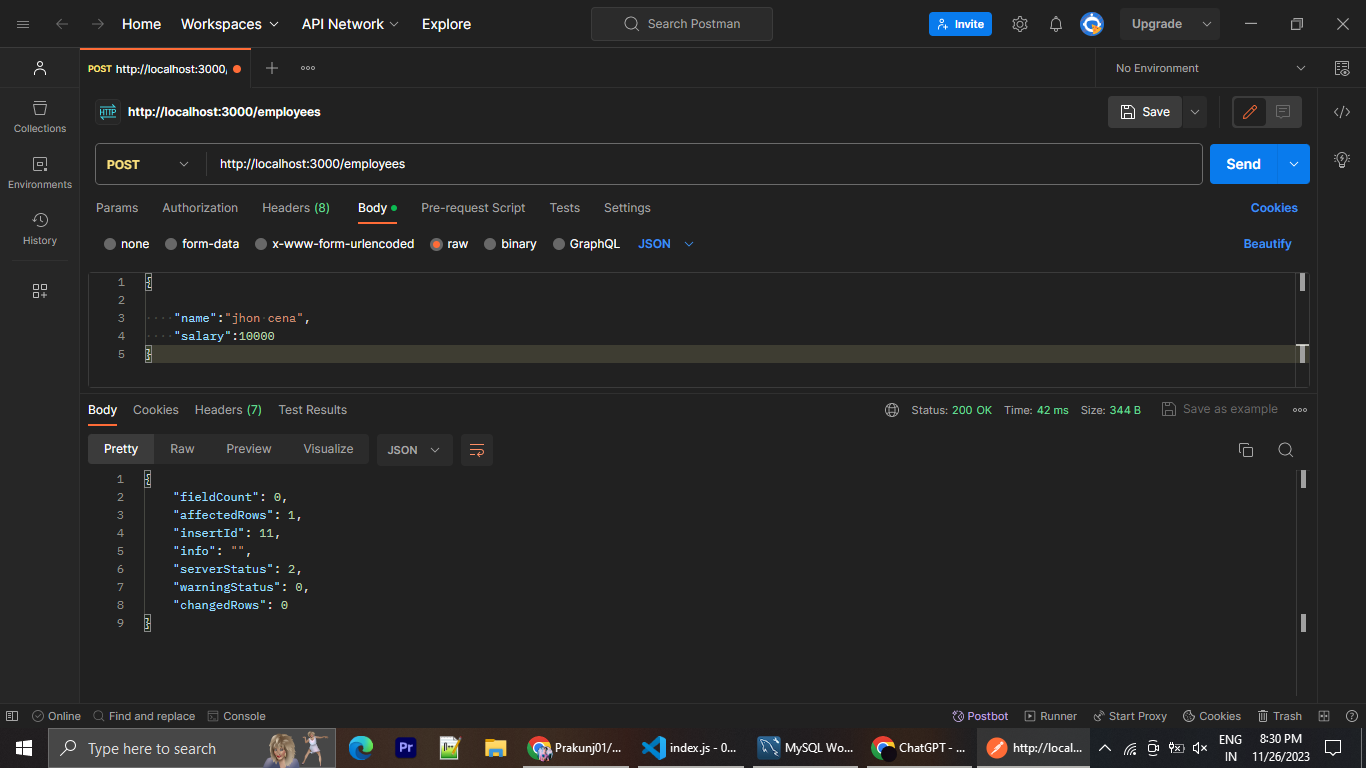 Home Workspaces API Network Explore Search Postman Invite Upgrade
POST http://localhost:3000, No Environment
HTTP http://localhost:3000/employees Save
Collections
POST http://localhost:3000/employees Send
Environments
Params Authorization Headers (8) Body Pre-request Script Tests Settings Cookies
History
none form-data x-www-form-urlencoded raw binary GraphQL JSON Beautify
1 {
2
3 "name":"jhon cena",
4 "salary":10000
5 }
Body Cookies Headers (7) Test Results Status: 200 OK Time: 42 ms Size: 344 B Save as example
Pretty Raw Preview Visualize JSON
1 {
2 "fieldCount": 0,
3 "affectedRows": 1,
4 "insertId": 11,
5 "info": "",
6 "serverStatus": 2,
7 "warningStatus": 0,
8 "changedRows": 0
9 }
Online Find and replace Console Postbot Runner Start Proxy Cookies Trash
Type here to search Pr Prakunj01/... index.js - 0... MySQL Wo... ChatGPT - ... http://local... ENG IN 8:30 PM 11/26/2023